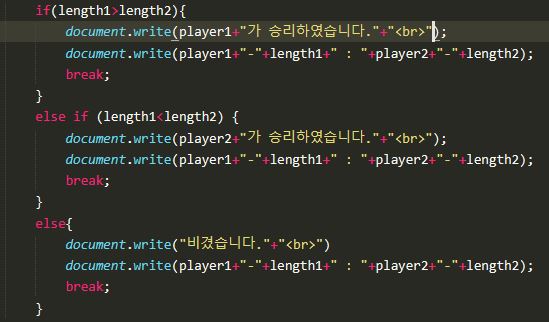 if(length1>length2){
document.write(player1+"가 승리하였습니다."+"<br>");
document.write(player1+"-"+length1+" : "+player2+"-"+length2);
break;
}
else if (length1<length2) {
document.write(player2+"가 승리하였습니다."+"<br>");
document.write(player1+"-"+length1+" : "+player2+"-"+length2);
break;
}
else{
document.write("비겼습니다."+"<br>")
document.write(player1+"-"+length1+" : "+player2+"-"+length2);
break;
}